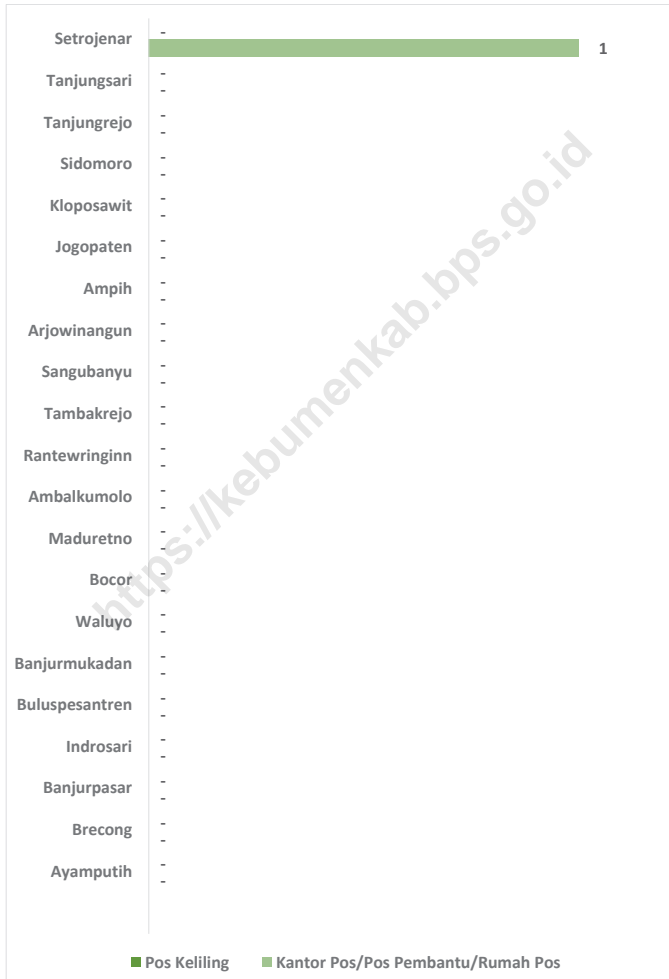 Setrojenar
-
1
Tanjungsari
-
-
Tanjungrejo
-
-
Sidomoro
-
-
Kloposawit
-
-
Jogopaten
-
-
Ampih
-
-
Arjowinangun
-
-
Sangubanyu
-
-
Tambakrejo
-
-
Rantewringinn
-
-
Ambalkumolo
-
-
Maduretno
-
-
Bocor
-
-
Waluyo
-
-
Banjurmukadan
-
-
Buluspesantren
-
-
Indrosari
-
-
Banjurpasar
-
-
Brecong
-
-
Ayamputih
-
-
Pos Keliling
Kantor Pos/Pos Pembantu/Rumah Pos
https://kebumenkab.bps.go.id